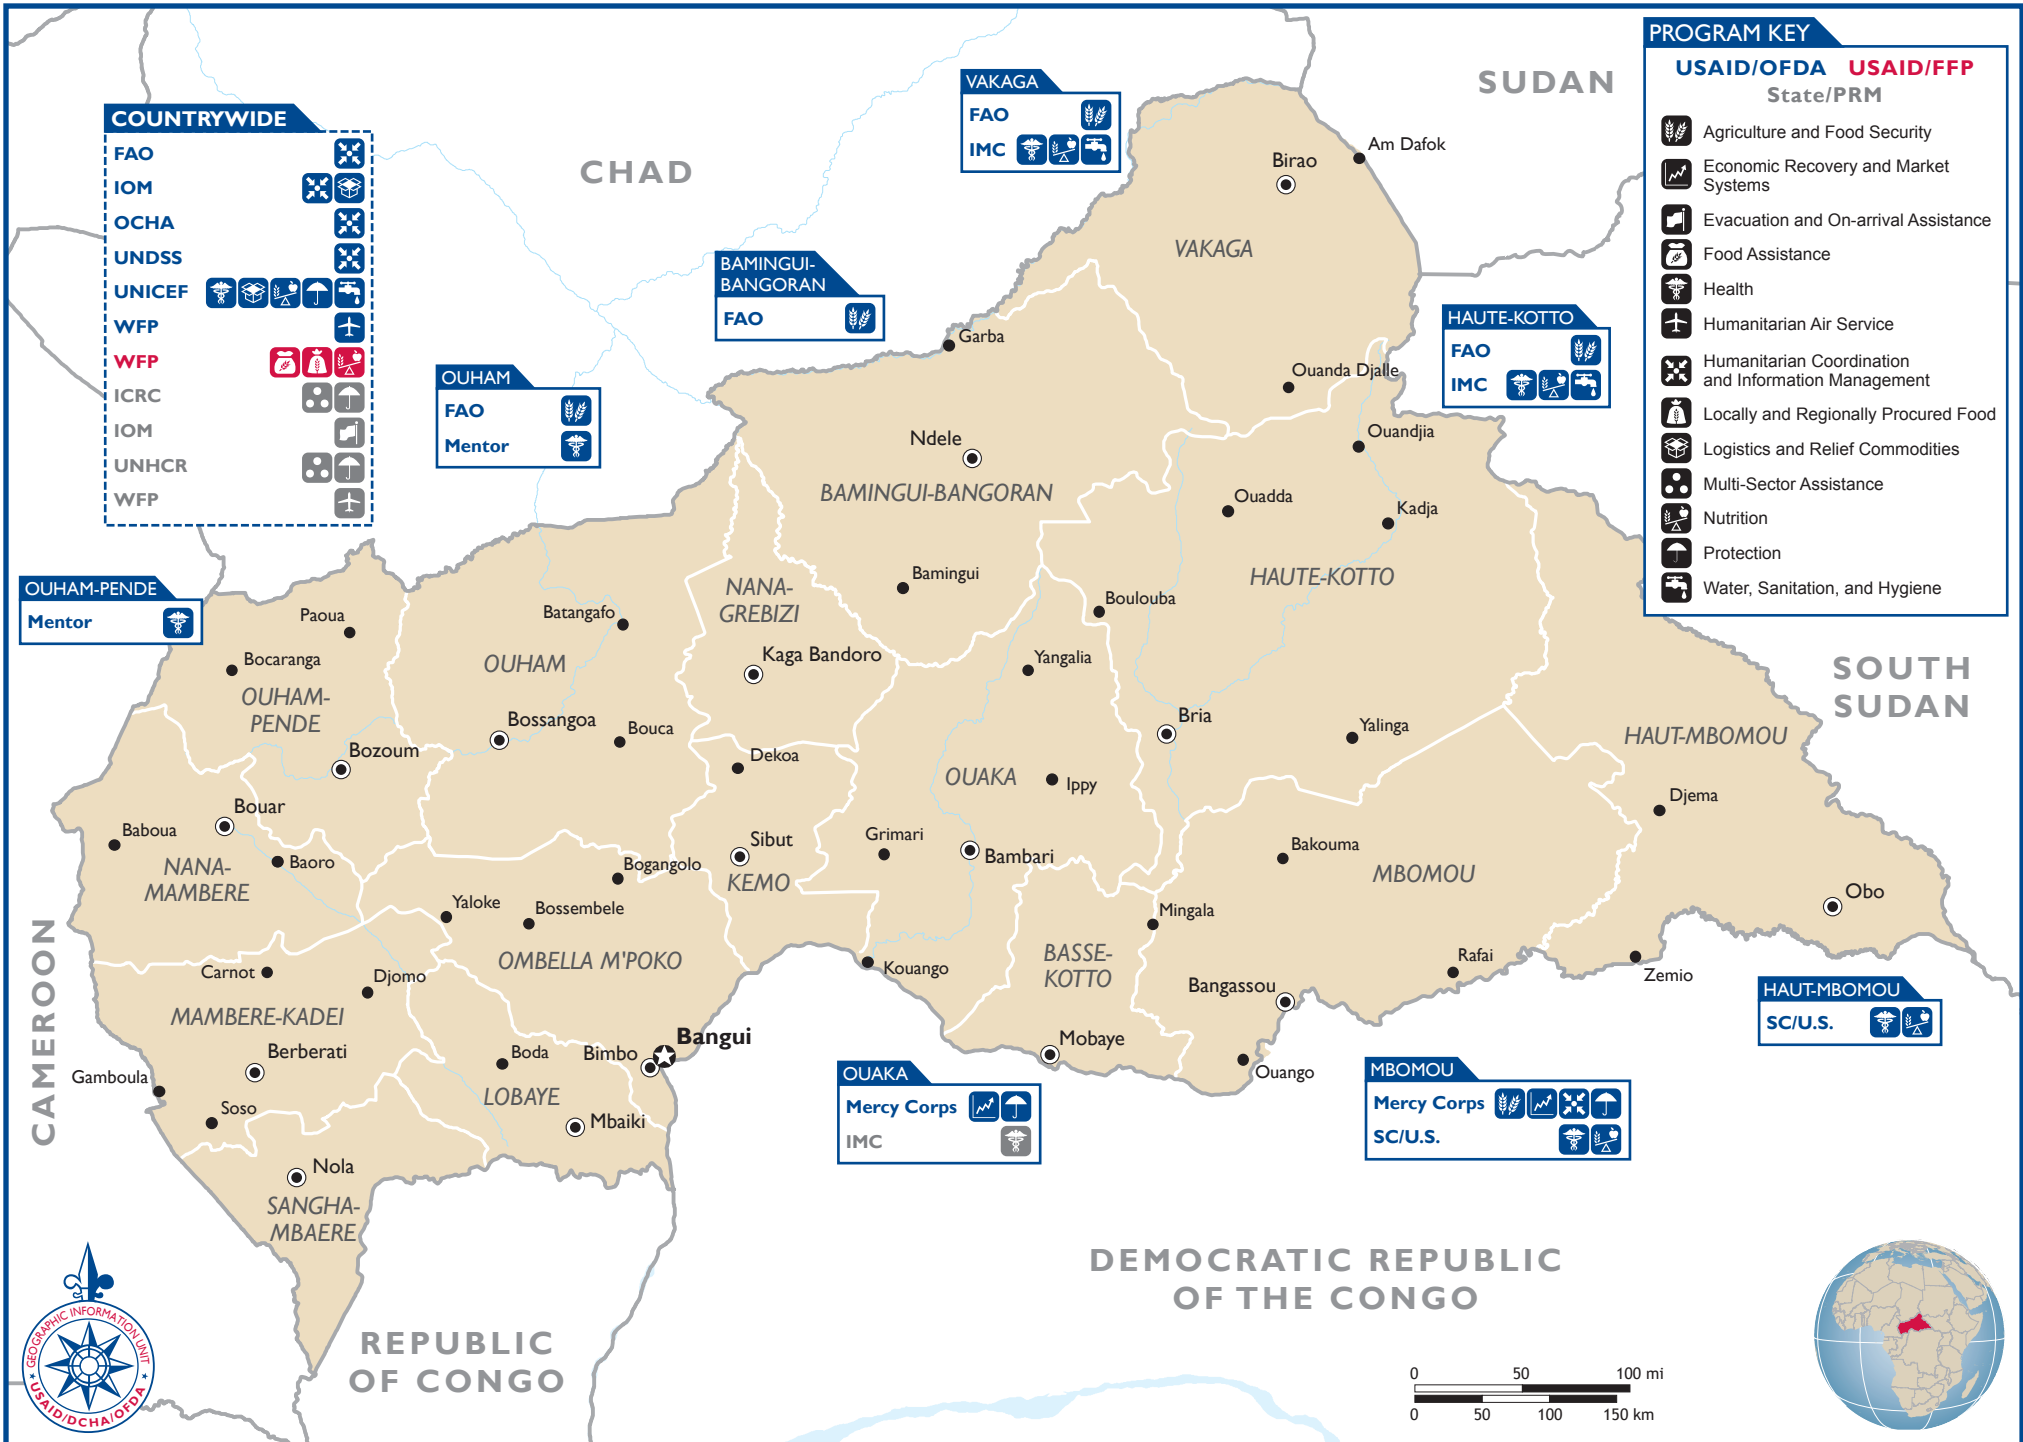 PROGRAM KEY
USAID/OFDA USAID/FFP
State/PRM
Agriculture and Food Security
Economic Recovery and Market
Systems
Evacuation and On-arrival Assistance
Food Assistance
Health
Humanitarian Air Service
Humanitarian Coordination
and Information Management
Locally and Regionally Procured Food
Logistics and Relief Commodities
Multi-Sector Assistance
Nutrition
Protection
Water, Sanitation, and Hygiene
COUNTRYWIDE
FAO
IOM
OCHA
UNDSS
UNICEF
WFP
WFP
ICRC
IOM
UNHCR
WFP
VAKAGA
FAO
IMC
BAMINGUI-
BANGORAN
FAO
OUHAM
FAO
Mentor
HAUTE-KOTTO
FAO
IMC
OUHAM-PENDE
Mentor
HAUT-MBOMOU
SC/U.S.
OUAKA
Mercy Corps
IMC
MBOMOU
Mercy Corps
SC/U.S.
SUDAN
CHAD
SOUTH
SUDAN
CAMEROON
REPUBLIC
OF CONGO
DEMOCRATIC REPUBLIC
OF THE CONGO
Am Dafok
Birao
VAKAGA
Garba
Ouanda Djalle
Ouandjia
Ndele
BAMINGUI-BANGORAN
Ouadda
Kadja
HAUTE-KOTTO
Bamingui
NANA-
GREBIZI
Boulouba
Batangafo
Paoua
Bocaranga
OUHAM-
PENDE
OUHAM
Kaga Bandoro
Yangalia
Bossangoa
Bouca
Bria
Yalinga
HAUT-MBOMOU
Bozoum
Dekoa
OUAKA
Ippy
Djema
Bouar
Baboua
NANA-
MAMBERE
Baoro
Sibut
KEMO
Grimari
Bambari
Bakouma
MBOMOU
Obo
Bogangolo
Yaloke
Bossembele
OMBELLA M'POKO
Mingala
BASSE-
KOTTO
Rafai
Zemio
Carnot
Djomo
MAMBERE-KADEI
Kouango
Bangassou
Berberati
Boda
Bimbo
Bangui
Mobaye
Ouango
Gamboula
Soso
LOBAYE
Mbaiki
Nola
SANGHA-
MBAERE
GEOGRAPHIC INFORMATION UNIT
USAID/DCHA/OFDA
0 50 100 mi
0 50 100 150 km